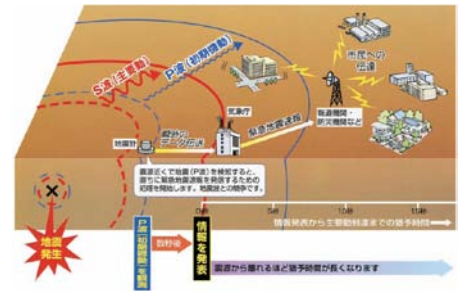 S波(主要動)
P波(初期微動)
市民への
伝達
気象庁
緊急地震速報
報道機関・
防災機関など
地震計
瞬時の
データ伝送
震源近くで地震(P波)を検知すると、
直ちに緊急地震速報を発信するための
処理を開始します。地震波との競争です。
0秒
5秒
10秒
15秒
情報発表から主要動到達までの猶予時間
地震
発生
P波(初期微動)を観測
数秒後
情報を発表
震源から離れるほど猶予時間が長くなります